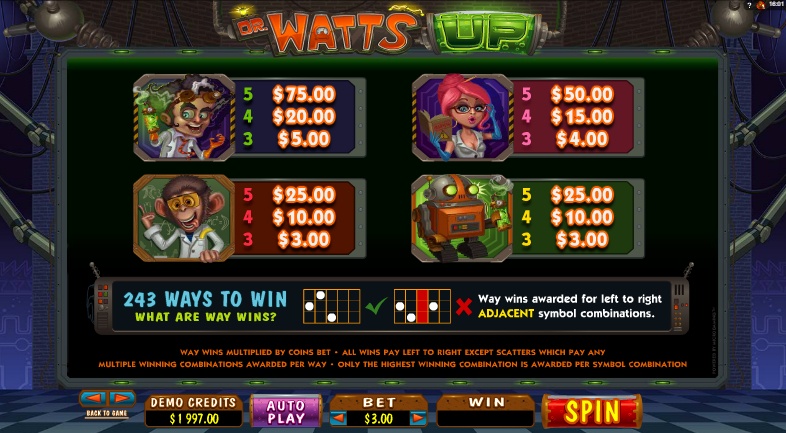 ? 16:01
DR. WATTS UP
5 $75.00
4 $20.00
3 $5.00
5 $50.00
4 $15.00
3 $4.00
5 $25.00
4 $10.00
3 $3.00
5 $25.00
4 $10.00
3 $3.00
243 WAYS TO WIN
WHAT ARE WAY WINS?
Way wins awarded for left to right
ADJACENT symbol combinations.
WAY WINS MULTIPLIED BY COINS BET • ALL WINS PAY LEFT TO RIGHT EXCEPT SCATTERS WHICH PAY ANY
MULTIPLE WINNING COMBINATIONS AWARDED PER WAY • ONLY THE HIGHEST WINNING COMBINATION IS AWARDED PER SYMBOL COMBINATION
BACK TO GAME
DEMO CREDITS
$1 997.00
AUTO
PLAY
BET
$3.00
WIN
SPIN